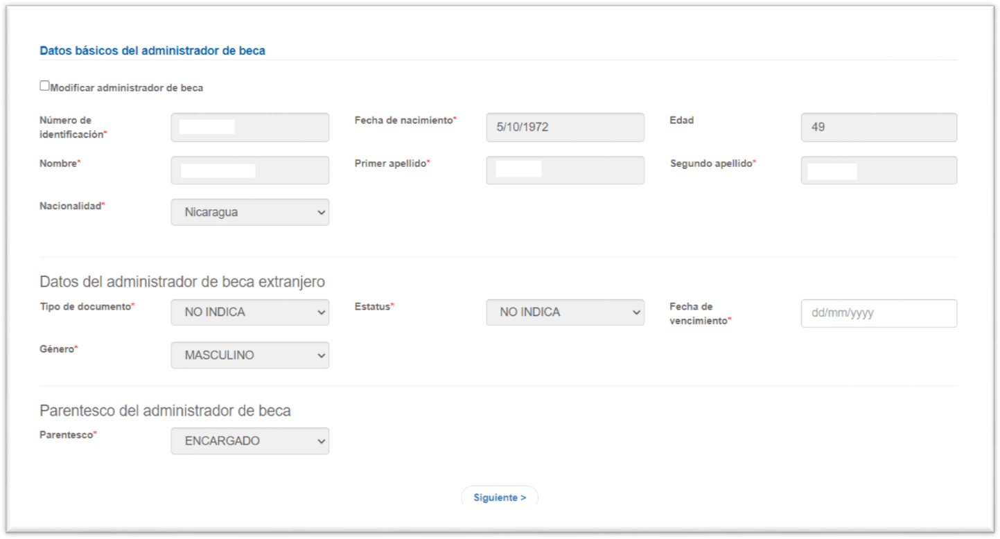 Datos básicos del administrador de beca
Modificar administrador de beca
Número de identificación*
Fecha de nacimiento* 5/10/1972
Edad 49
Nombre*
Primer apellido*
Segundo apellido*
Nacionalidad* Nicaragua
Datos del administrador de beca extranjero
Tipo de documento* NO INDICA
Estatus* NO INDICA
Fecha de vencimiento* dd/mm/yyyy
Género* MASCULINO
Parentesco del administrador de beca
Parentesco* ENCARGADO
Siguiente >